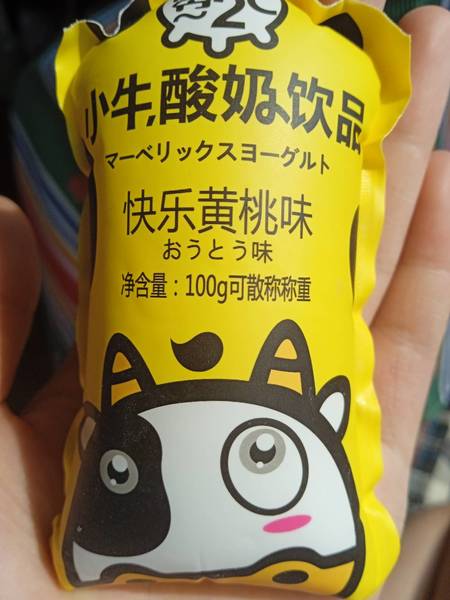 小牛酸奶饮品
マーベリックスヨーグルト
快乐黄桃味
おうとう味
净含量：100g可散称称重